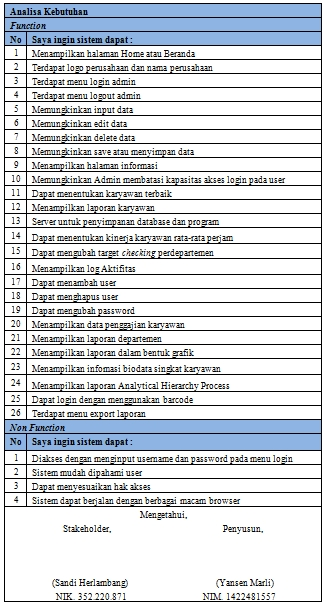 Analisa Kebutuhan
Function
No Saya ingin sistem dapat :
1 Menampilkan halaman Home atau Beranda
2 Terdapat logo perusahaan dan nama perusahaan
3 Terdapat menu login admin
4 Terdapat menu logout admin
5 Memungkinkan input data
6 Memungkinkan edit data
7 Memungkinkan delete data
8 Memungkinkan save atau menyimpan data
9 Menampilkan halaman informasi
10 Memungkinkan Admin membatasi kapasitas akses login pada user
11 Dapat menentukan karyawan terbaik
12 Menampilkan laporan karyawan
13 Server untuk penyimpanan database dan program
14 Dapat menentukan kinerja karyawan rata-rata perjam
15 Dapat mengubah target checking perdepartemen
16 Menampilkan log Aktifitas
17 Dapat menambah user
18 Dapat menghapus user
19 Dapat mengubah password
20 Menampilkan data penggajian karyawan
21 Menampilkan laporan departemen
22 Menampilkan laporan dalam bentuk grafik
23 Menampilkan infomasi biodata singkat karyawan
24 Menampilkan laporan Analytical Hierarchy Process
25 Dapat login dengan menggunakan barcode
26 Terdapat menu export laporan
Non Function
No Saya ingin sistem dapat :
1 Diakses dengan menginput username dan password pada menu login
2 Sistem mudah dipahami user
3 Dapat menyesuaikan hak akses
4 Sistem dapat berjalan dengan berbagai macam browser
Mengetahui,
Stakeholder, Penyusun,
(Sandi Herlambang) (Yansen Marli)
NIK. 352.220.871 NIM. 1422481557